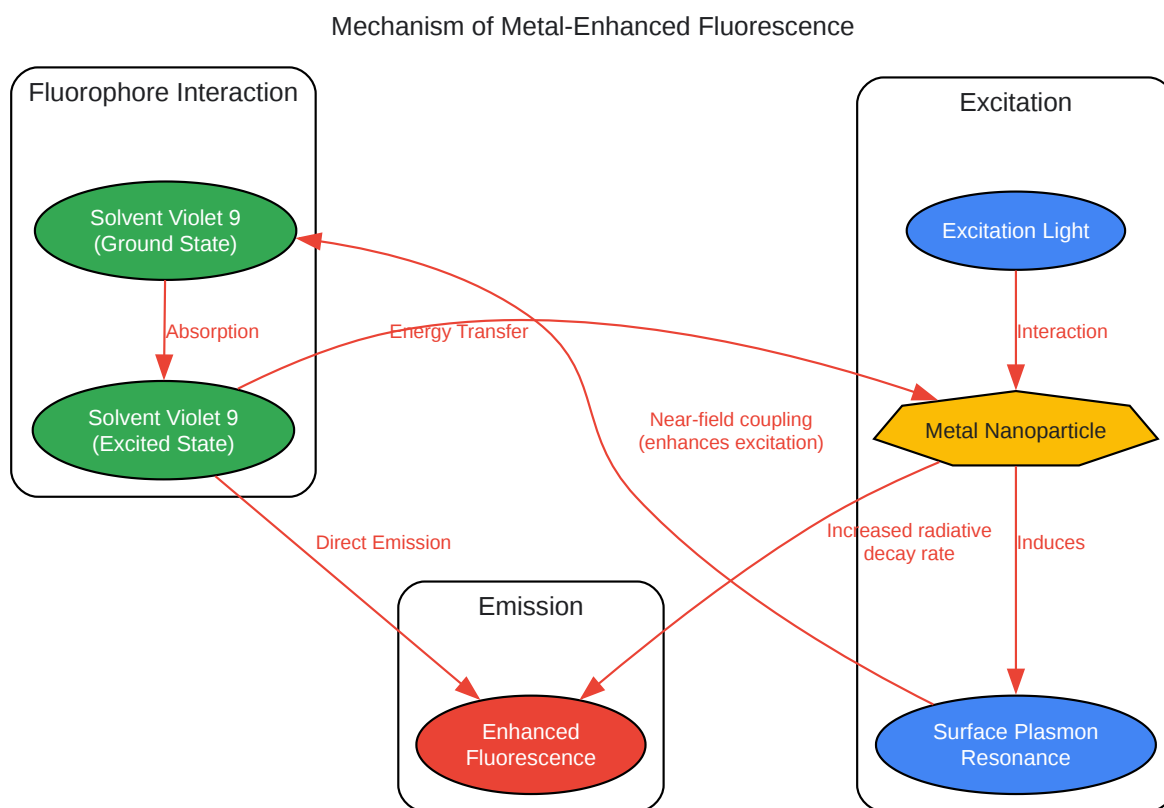 Mechanism of Metal-Enhanced Fluorescence
Fluorophore Interaction
Excitation
Solvent Violet 9
(Ground State)
Excitation Light
Absorption
Energy Transfer
Interaction
Solvent Violet 9
(Excited State)
Near-field coupling
(enhances excitation)
Metal Nanoparticle
Direct Emission
Increased radiative
decay rate
Induces
Emission
Enhanced
Fluorescence
Surface Plasmon
Resonance